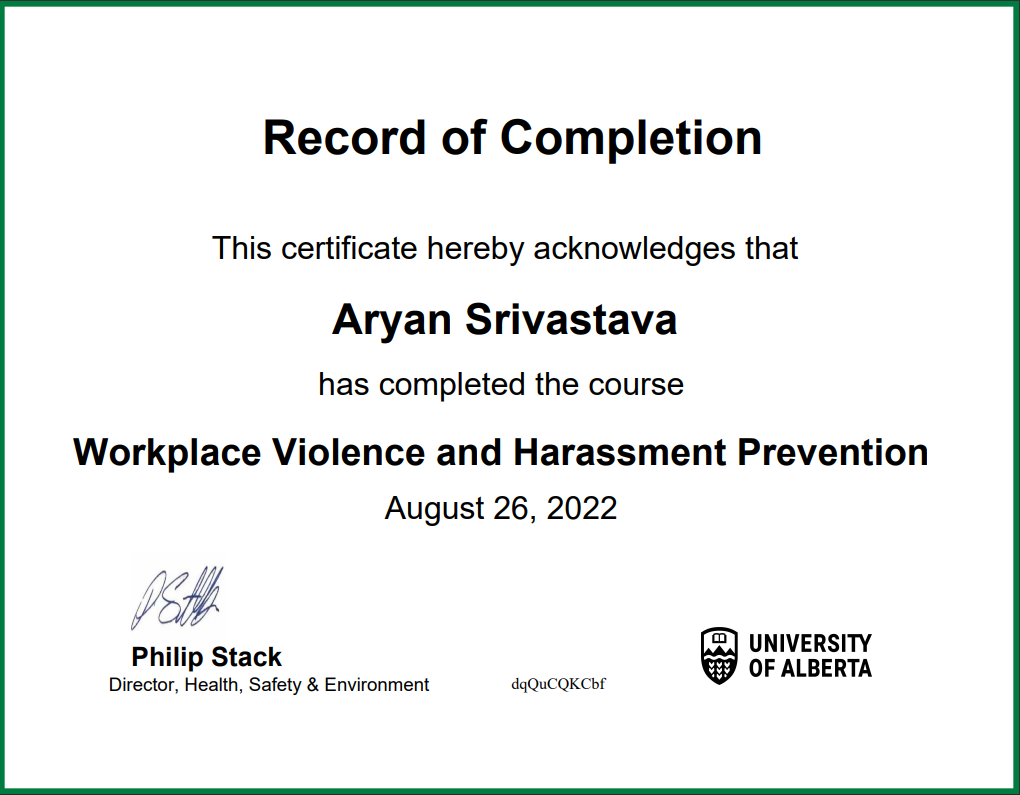 Record of Completion
This certificate hereby acknowledges that
Aryan Srivastava
has completed the course
Workplace Violence and Harassment Prevention
August 26, 2022
Philip Stack
Director, Health, Safety & Environment
dqQuCQKCbf
UNIVERSITY
OF ALBERTA